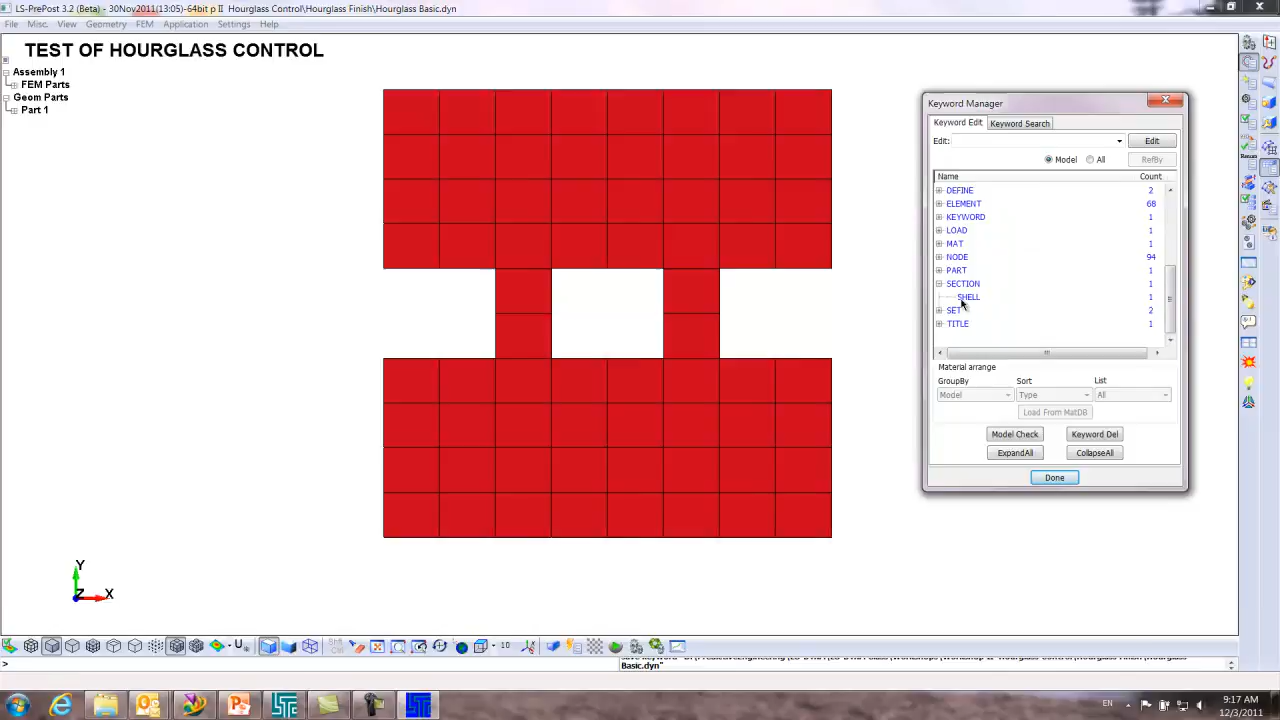 LS-PrePost 3.2 (Beta) - 30Nov2011(13:05)-64bit p II Hourglass Control\Hourglass Finish\Hourglass Basic.dyn
File Misc. View Geometry FEM Application Settings Help
TEST OF HOURGLASS CONTROL
Assembly 1
FEM Parts
Geom Parts
Part 1
Keyword Manager
Keyword Edit Keyword Search
Edit: Edit
Model All RefBy
Name Count
DEFINE 2
ELEMENT 68
KEYWORD 1
LOAD 1
MAT 1
NODE 94
PART 1
SECTION 1
SHELL 1
SET 2
TITLE 1
Material arrange
GroupBy Sort List
Model Type All
Load From MatDB
Model Check Keyword Del
ExpandAll CollapseAll
Done
Y
Z X
>
Basic.dyn"
EN
9:17 AM
12/3/2011